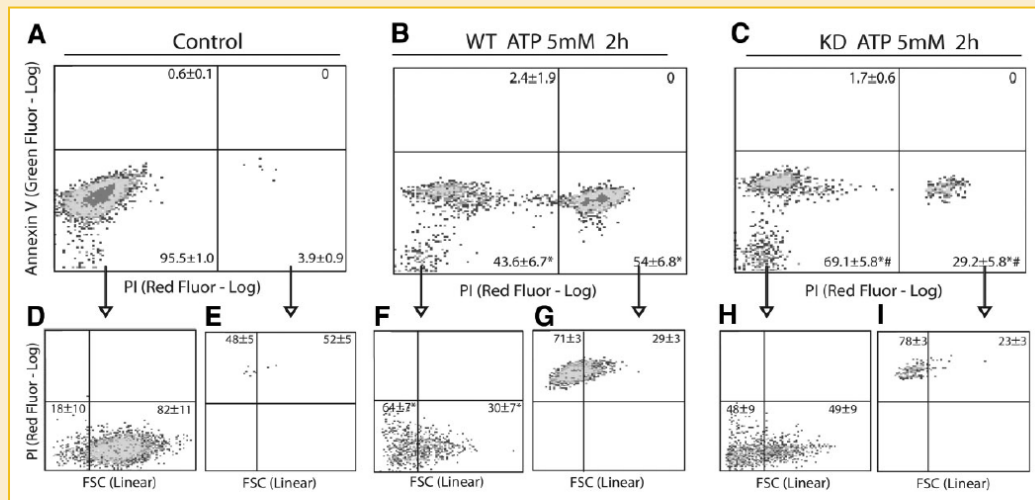 A
Control
B
WT ATP 5mM 2h
C
KD ATP 5mM 2h
Annexin V (Green Fluor - Log)
0.6±0.1
0
95.5±1.0
3.9±0.9
PI (Red Fluor - Log)
2.4±1.9
0
43.6±6.7*
54±6.8*
PI (Red Fluor - Log)
1.7±0.6
0
69.1±5.8*#
29.2±5.8*#
PI (Red Fluor - Log)
D
PI (Red Fluor - Log)
18±10
82±11
FSC (Linear)
E
48±5
52±5
FSC (Linear)
F
64±7*
30±7*
FSC (Linear)
G
71±3
29±3
FSC (Linear)
H
48±9
49±9
FSC (Linear)
I
78±3
23±3
FSC (Linear)